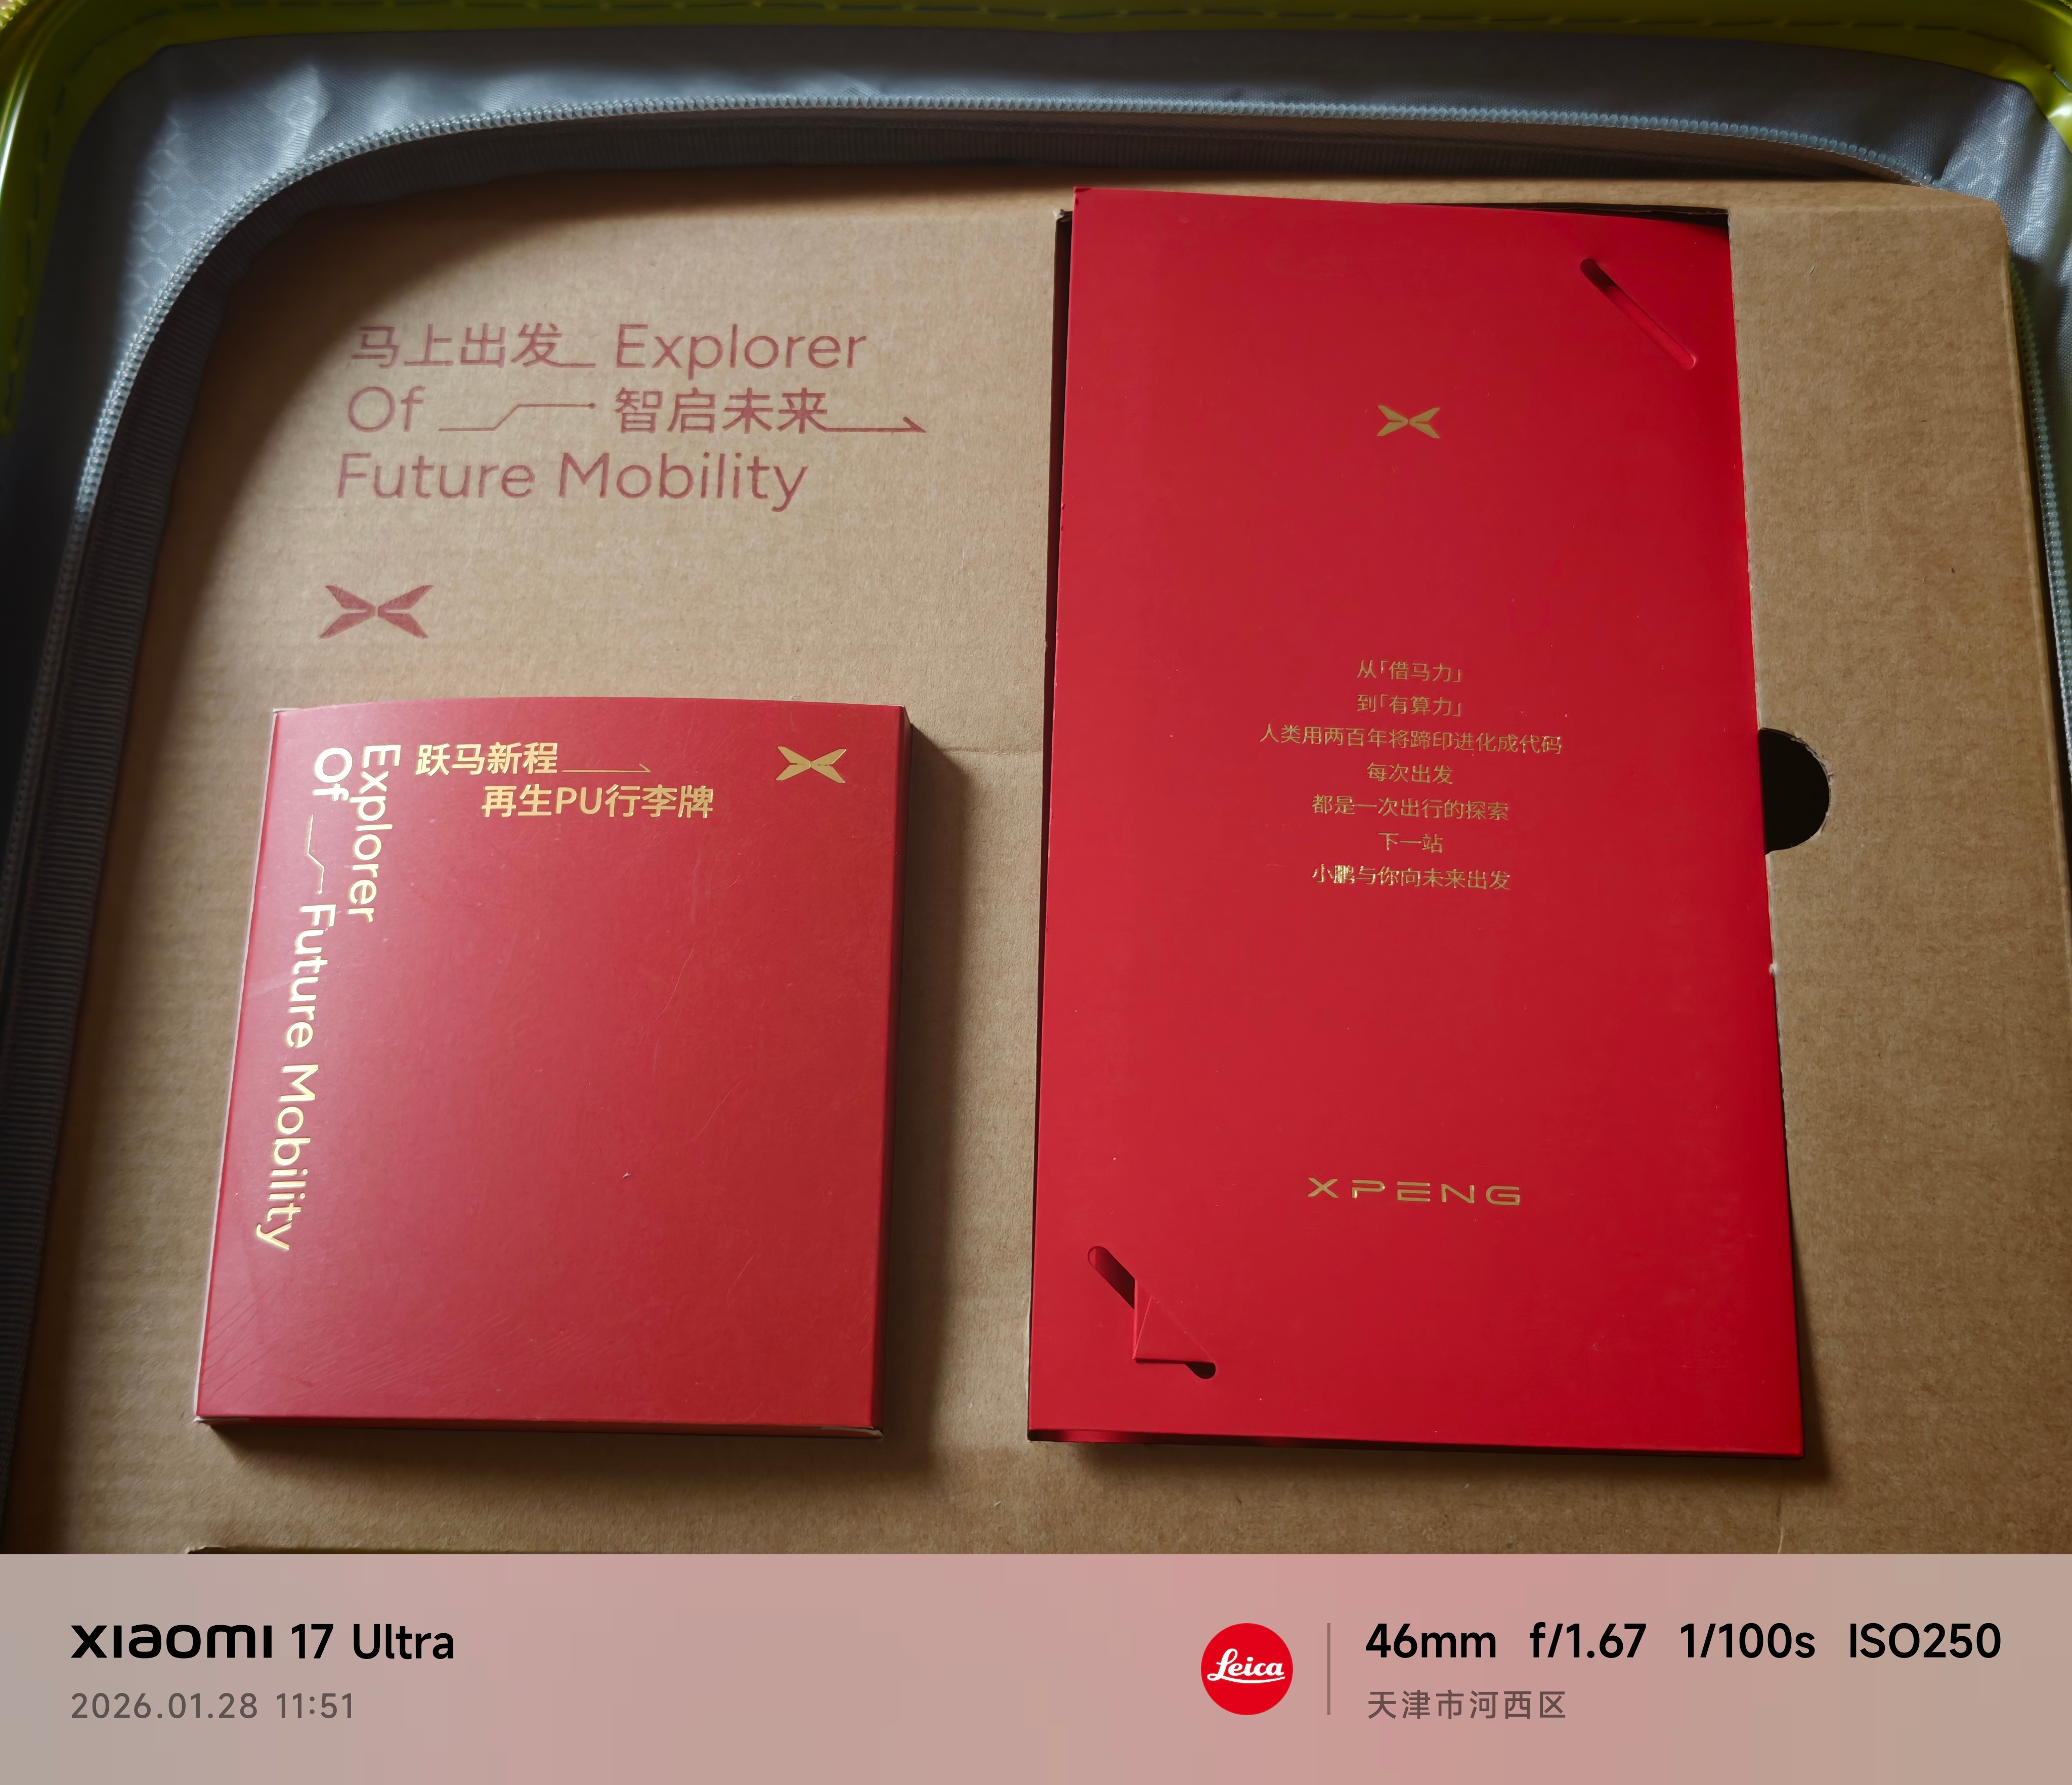 马上出发 Explorer
Of 智启未来
Future Mobility
跃马新程
再生PU行李牌
Explorer
Of Future Mobility
从「借马力」
到「有算力」
人类用两百年将蹄印进化成代码
每次出发
都是一次出行的探索
下一站
小鹏与你向未来出发
XPENG
xiaomi 17 Ultra
2026.01.28 11:51
Leica
46mm f/1.67 1/100s ISO250
天津市河西区